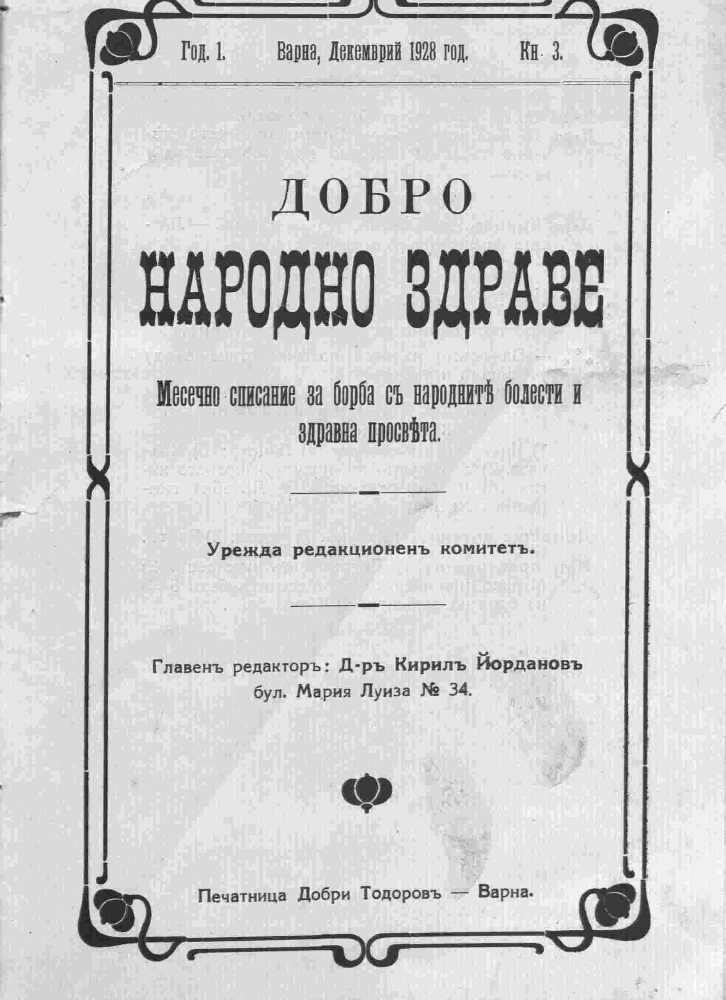 Год. 1. Варна, Декемврий 1928 год. Кн. 3.
ДОБРО
НАРОДНО ЗДРАВЕ
Месечно списание за борба съ народнитѣ болести и
здравна просвѣта.
Урежда редакционенъ комитетъ.
Главенъ редакторъ: Д-ръ Кирилъ Йордановъ
бул. Мария Луиза № 34.
Печатница Добри Тодоровъ — Варна.